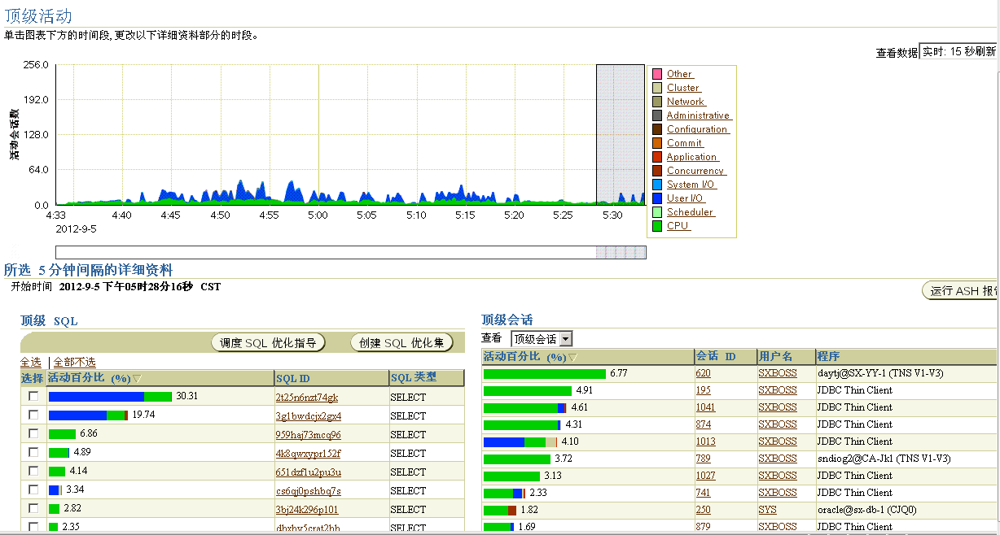 顶级活动
单击图表下方的时间段, 更改以下详细资料部分的时段。
查看数据 实时: 15 秒刷新
256.0
192.0
128.0
64.0
0.0
活动会话数
4:33 4:40 4:45 4:50 4:55 5:00 5:05 5:10 5:15 5:20 5:25 5:30
2012-9-5
Other
Cluster
Network
Administrative
Configuration
Commit
Application
Concurrency
System I/O
User I/O
Scheduler
CPU
所选 5 分钟间隔的详细资料
开始时间 2012-9-5 下午05时28分16秒 CST
运行 ASH 报
顶级 SQL
调度 SQL 优化指导 创建 SQL 优化集
全选 | 全部不选
选择 活动百分比 (%) SQL ID SQL 类型
30.31 2t25n6nzt74gk SELECT
19.74 3g1bwdcjx2gx4 SELECT
6.86 959haj73mcq96 SELECT
4.89 4k8qwxypr152f SELECT
4.14 651dzf1u2pu3u SELECT
3.34 cs6qj0pshbq7s SELECT
2.82 3bj24k296p101 SELECT
2.35 SELECT
顶级会话
查看 顶级会话
活动百分比 (%) 会话 ID 用户名 程序
6.77 620 SXBOSS daytj@SX-YY-1 (TNS V1-V3)
4.91 195 SXBOSS JDBC Thin Client
4.61 1041 SXBOSS JDBC Thin Client
4.31 874 SXBOSS JDBC Thin Client
4.10 1013 SXBOSS JDBC Thin Client
3.72 789 SXBOSS sndiog2@CA-Jk1 (TNS V1-V3)
3.13 1027 SXBOSS JDBC Thin Client
2.33 741 SXBOSS JDBC Thin Client
1.82 250 SYS oracle@sx-db-1 (CJQ0)
1.69 879 SXBOSS JDBC Thin Client